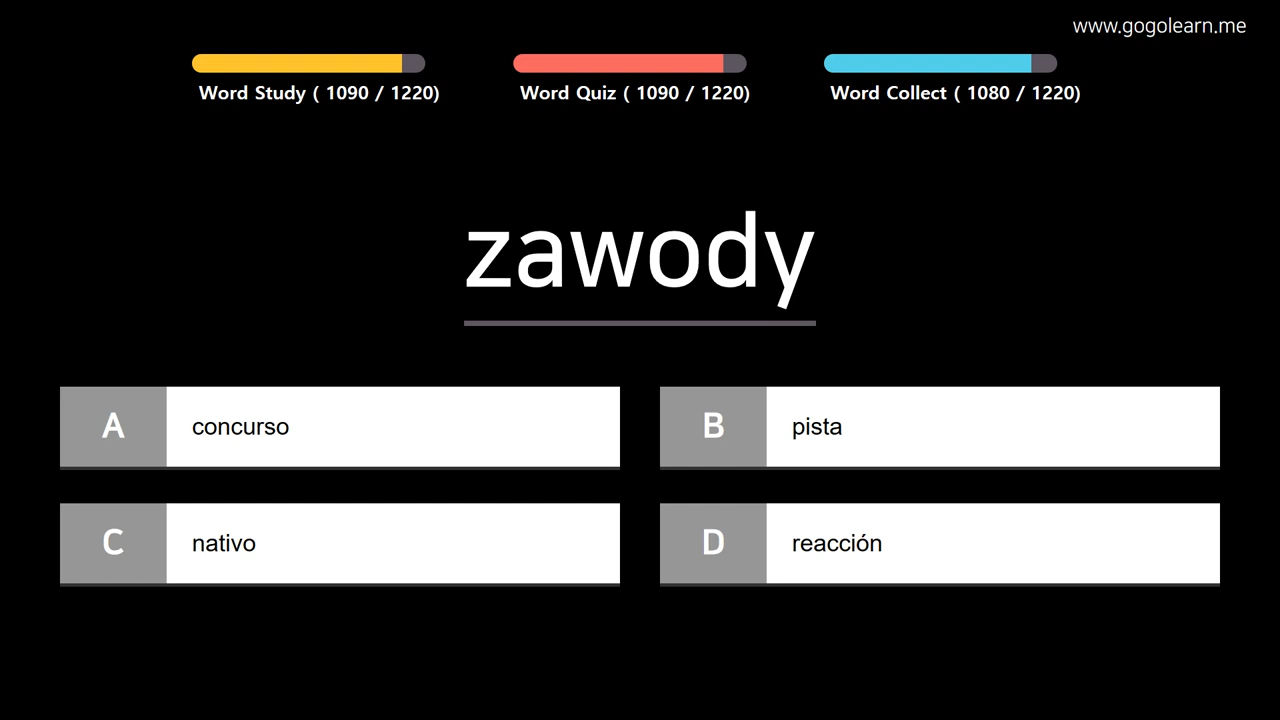 www.gogolearn.me
Word Study ( 1090 / 1220)
Word Quiz ( 1090 / 1220)
Word Collect ( 1080 / 1220)
zawody
A concurso
B pista
C nativo
D reacción